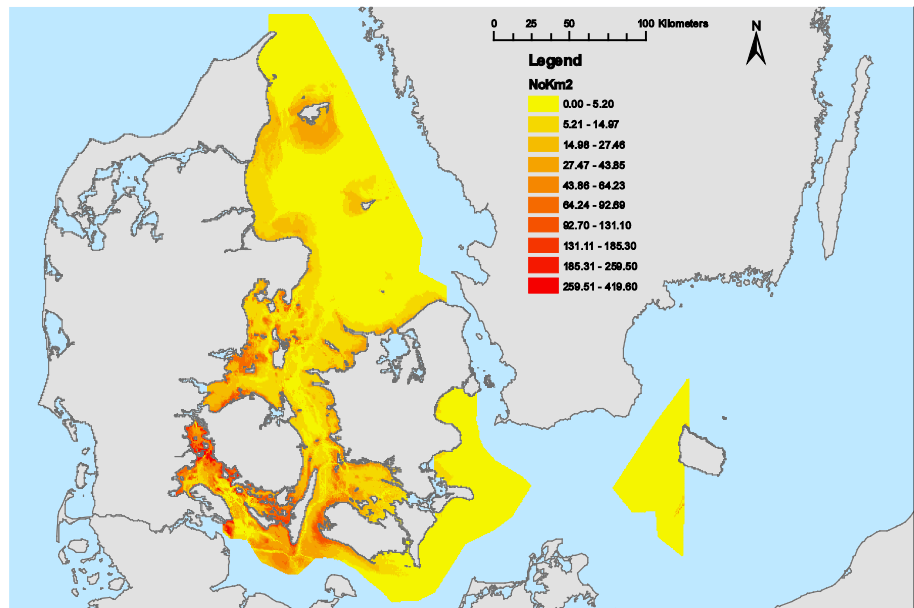 0 25 50 100 Kilometers
N
Legend
NoKm2
0.00 - 5.20
5.21 - 14.97
14.98 - 27.46
27.47 - 43.85
43.86 - 64.23
64.24 - 92.69
92.70 - 131.10
131.11 - 185.30
185.31 - 259.50
259.51 - 419.60